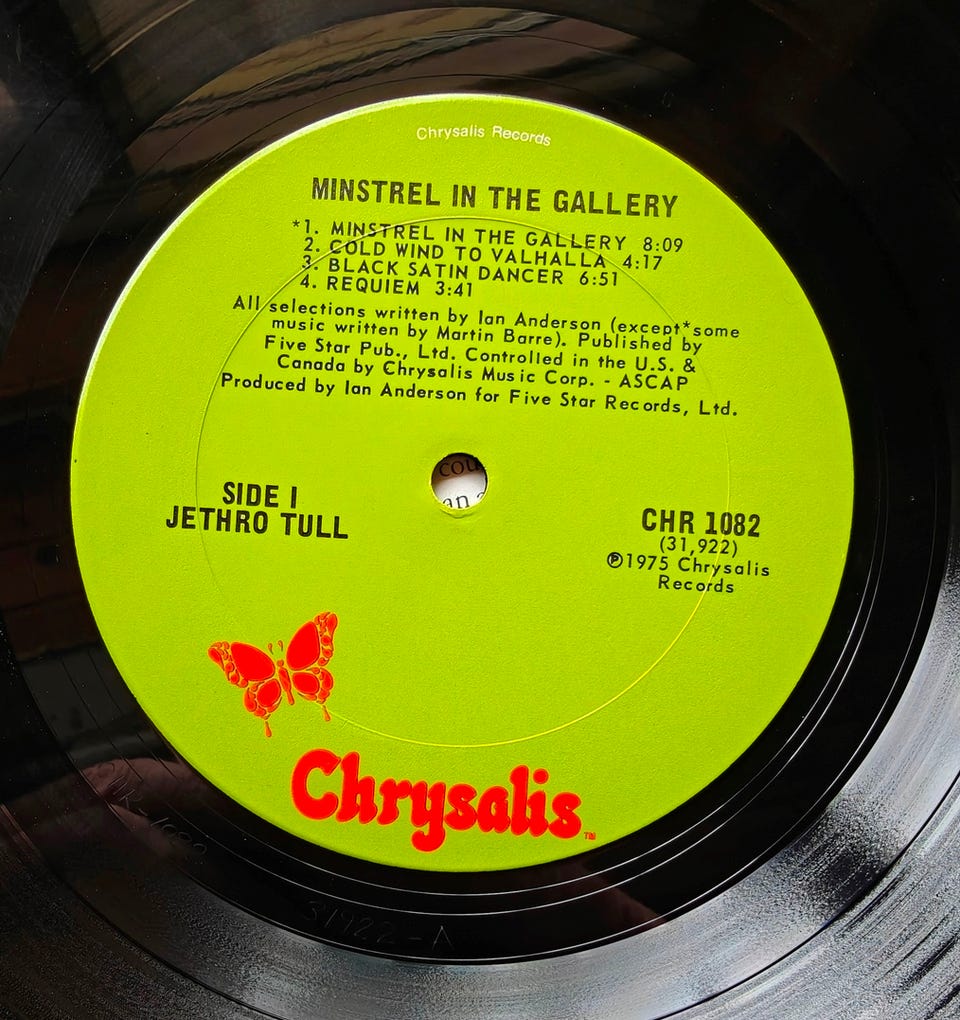 Chrysalis Records
MINSTREL IN THE GALLERY
*1. MINSTREL IN THE GALLERY 8:09
2. COLD WIND TO VALHALLA 4:17
3. BLACK SATIN DANCER 6:51
4. REQUIEM 3:41
All selections written by Ian Anderson (except*some
music written by Martin Barre). Published by
Five Star Pub., Ltd. Controlled in the U.S. &
Canada by Chrysalis Music Corp. - ASCAP
Produced by Ian Anderson for Five Star Records, Ltd.
cou
an
SIDE I
JETHRO TULL
CHR 1082
(31,922)
℗1975 Chrysalis
Records
Chrysalis™
31922-A